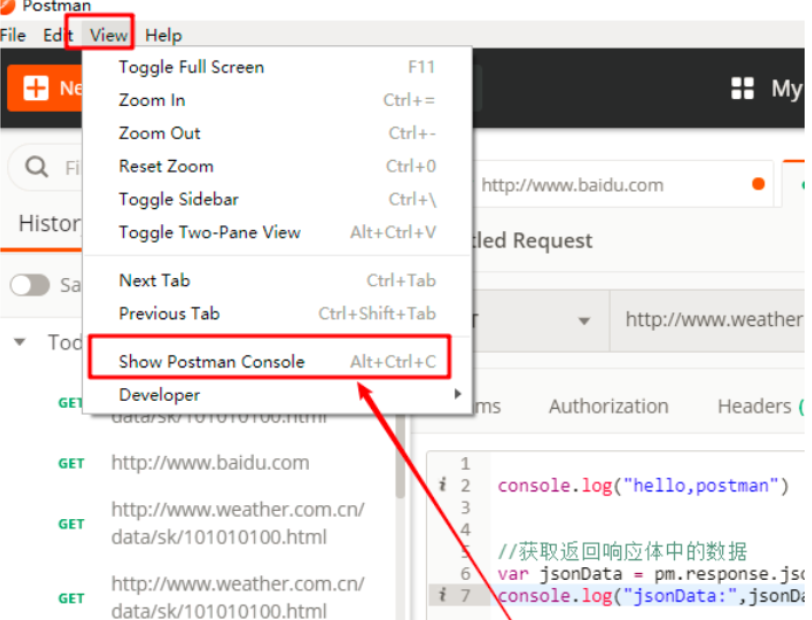 Postman
File Edit View Help
Toggle Full Screen F11
Zoom In Ctrl+=
Zoom Out Ctrl+-
Reset Zoom Ctrl+0
Toggle Sidebar Ctrl+\
Toggle Two-Pane View Alt+Ctrl+V
Next Tab Ctrl+Tab
Previous Tab Ctrl+Shift+Tab
Show Postman Console Alt+Ctrl+C
Developer
Ne
My
Fi
http://www.baidu.com
Histor
tled Request
Sa
T
http://www.weather
Tod
GET
data/sk/101010100.html
ms Authorization Headers (
GET http://www.baidu.com
GET http://www.weather.com.cn/
data/sk/101010100.html
GET http://www.weather.com.cn/
data/sk/101010100.html
1
i 2 console.log("hello,postman")
3
4
5 //获取返回响应体中的数据
6 var jsonData = pm.response.jso
i 7 console.log("jsonData:",jsonDa